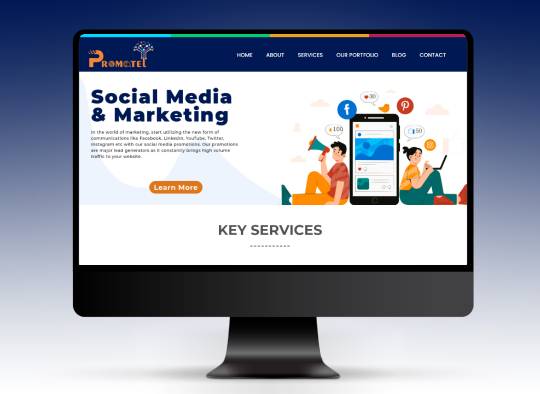 PROMOTEL
HOME ABOUT SERVICES OUR PORTFOLIO BLOG CONTACT
Social Media
& Marketing
In the world of marketing, start utilizing the new form of
communications like Facebook, LinkedIn, YouTube, Twitter,
Instagram etc with our social media promotions. Our promotions
are major lead generators as it constantly brings high volume
traffic to your website.
Learn More
30
100
50
KEY SERVICES